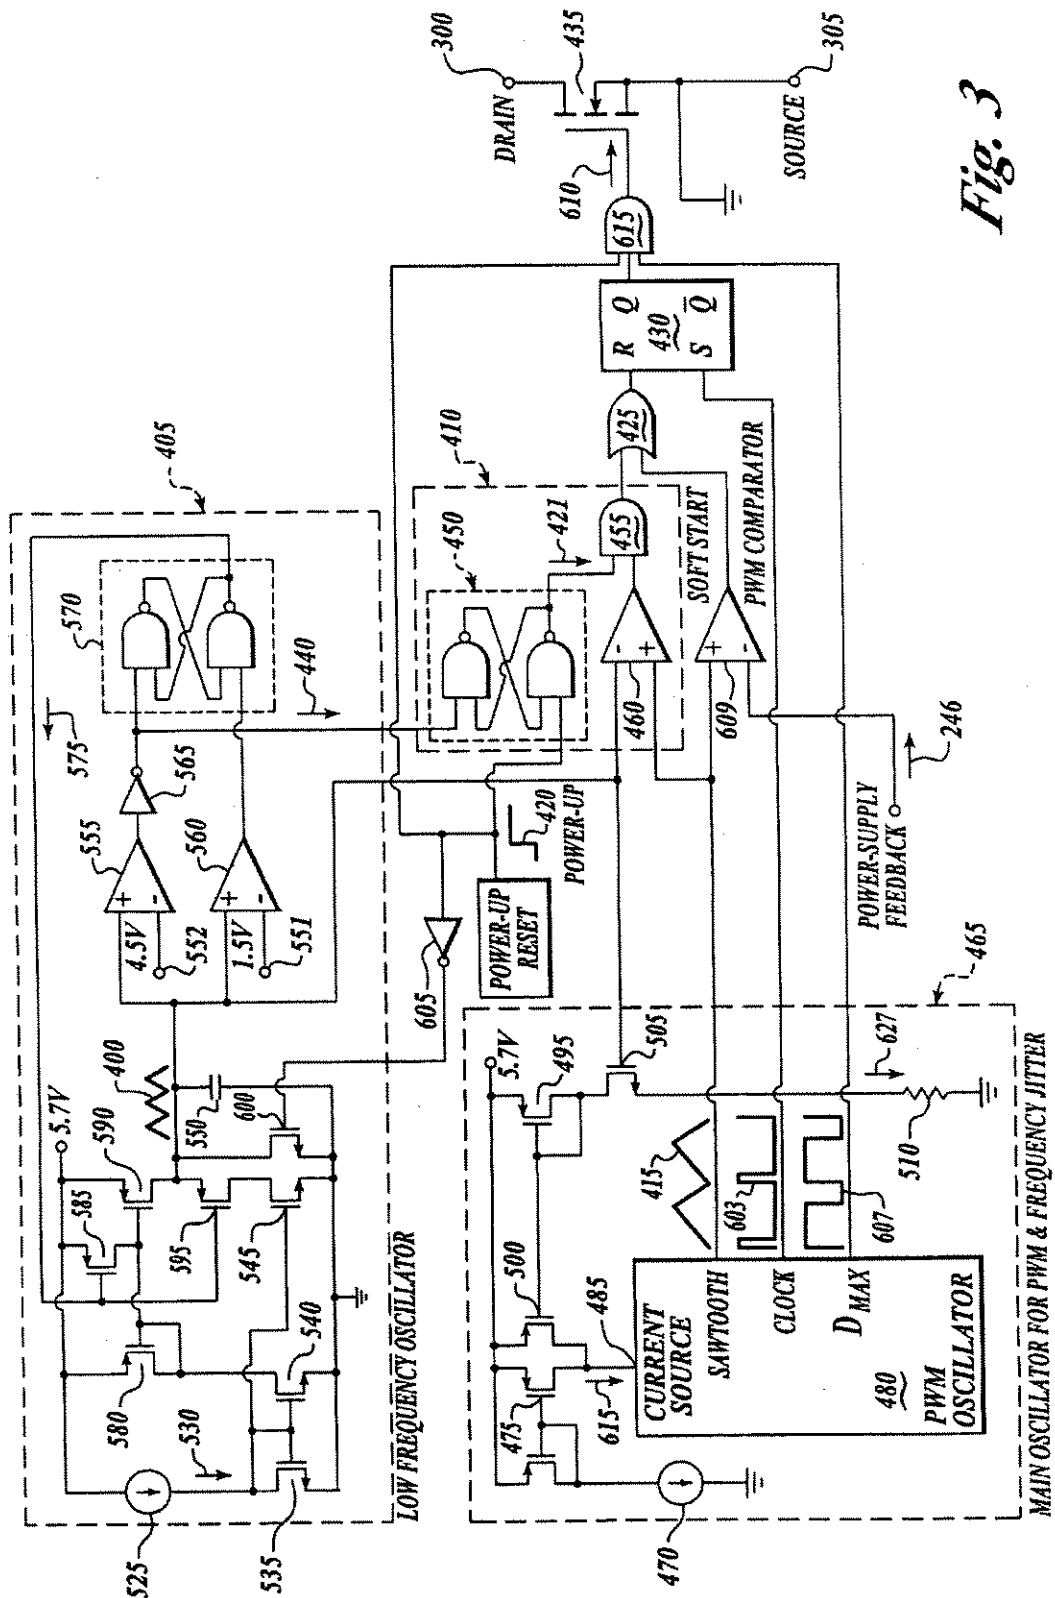 Fig. 3
405
570
575
440
555
565
560
4.5V
552
1.5V
551
400
5.7V
590
585
550
600
595
545
580
540
530
525
535
LOW FREQUENCY OSCILLATOR
300
DRAIN
435
610
615
SOURCE
305
R Q
430
S Q̅
410
450
421
455
425
460
SOFT START
609
PWM COMPARATOR
605
POWER-UP
RESET
420
POWER-UP
POWER-SUPPLY
FEEDBACK
246
465
5.7V
495
505
627
510
500
475
485
615
470
415
603
607
CURRENT
SOURCE
SAWTOOTH
CLOCK
DMAX
480
PWM
OSCILLATOR
MAIN OSCILLATOR FOR PWM & FREQUENCY JITTER